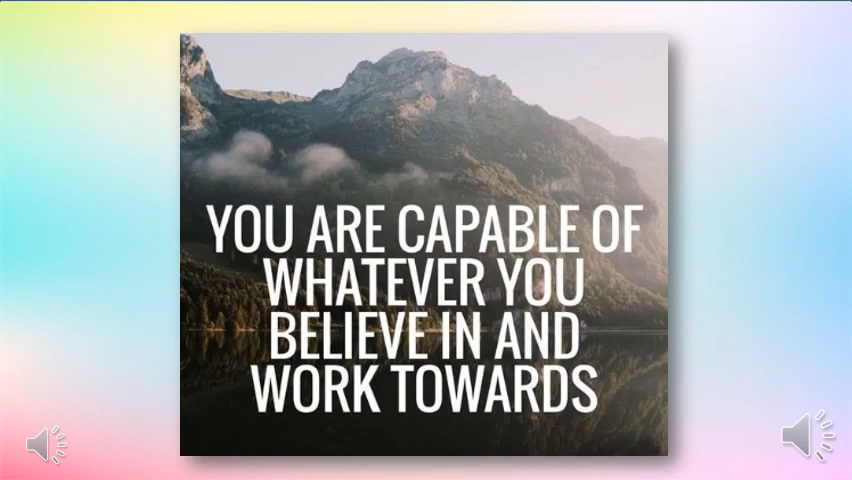 YOU ARE CAPABLE OF
WHATEVER YOU
BELIEVE IN AND
WORK TOWARDS